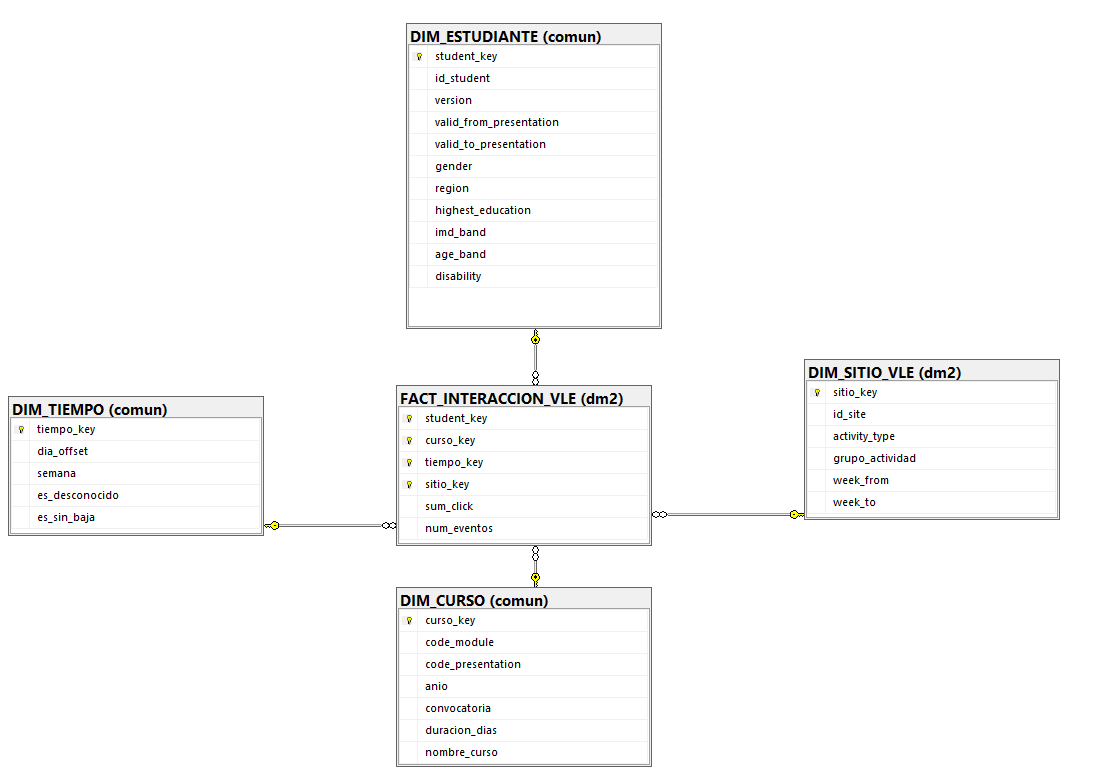 DIM_ESTUDIANTE (comun)
student_key
id_student
version
valid_from_presentation
valid_to_presentation
gender
region
highest_education
imd_band
age_band
disability
DIM_TIEMPO (comun)
tiempo_key
dia_offset
semana
es_desconocido
es_sin_baja
FACT_INTERACCION_VLE (dm2)
student_key
curso_key
tiempo_key
sitio_key
sum_click
num_eventos
DIM_SITIO_VLE (dm2)
sitio_key
id_site
activity_type
grupo_actividad
week_from
week_to
DIM_CURSO (comun)
curso_key
code_module
code_presentation
anio
convocatoria
duracion_dias
nombre_curso